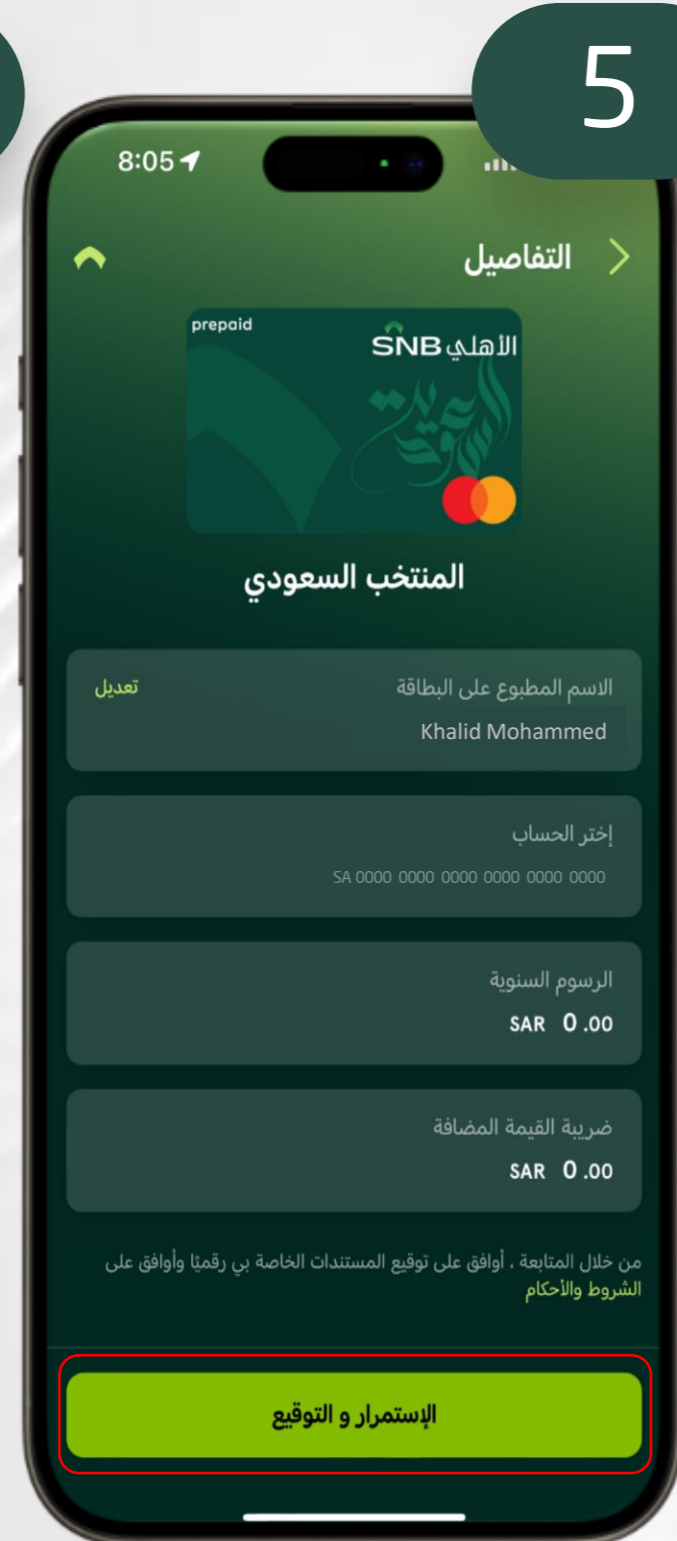 5
8:05
التفاصيل
prepaid
الأهلي SNB
السعودية
المنتخب السعودي
الاسم المطبوع على البطاقة
تعديل
Khalid Mohammed
إختر الحساب
SA 0000 0000 0000 0000 0000 0000
الرسوم السنوية
SAR 0.00
ضريبة القيمة المضافة
SAR 0.00
من خلال المتابعة ، أوافق على توقيع المستندات الخاصة بي رقميًا وأوافق على
الشروط والأحكام
الإستمرار و التوقيع